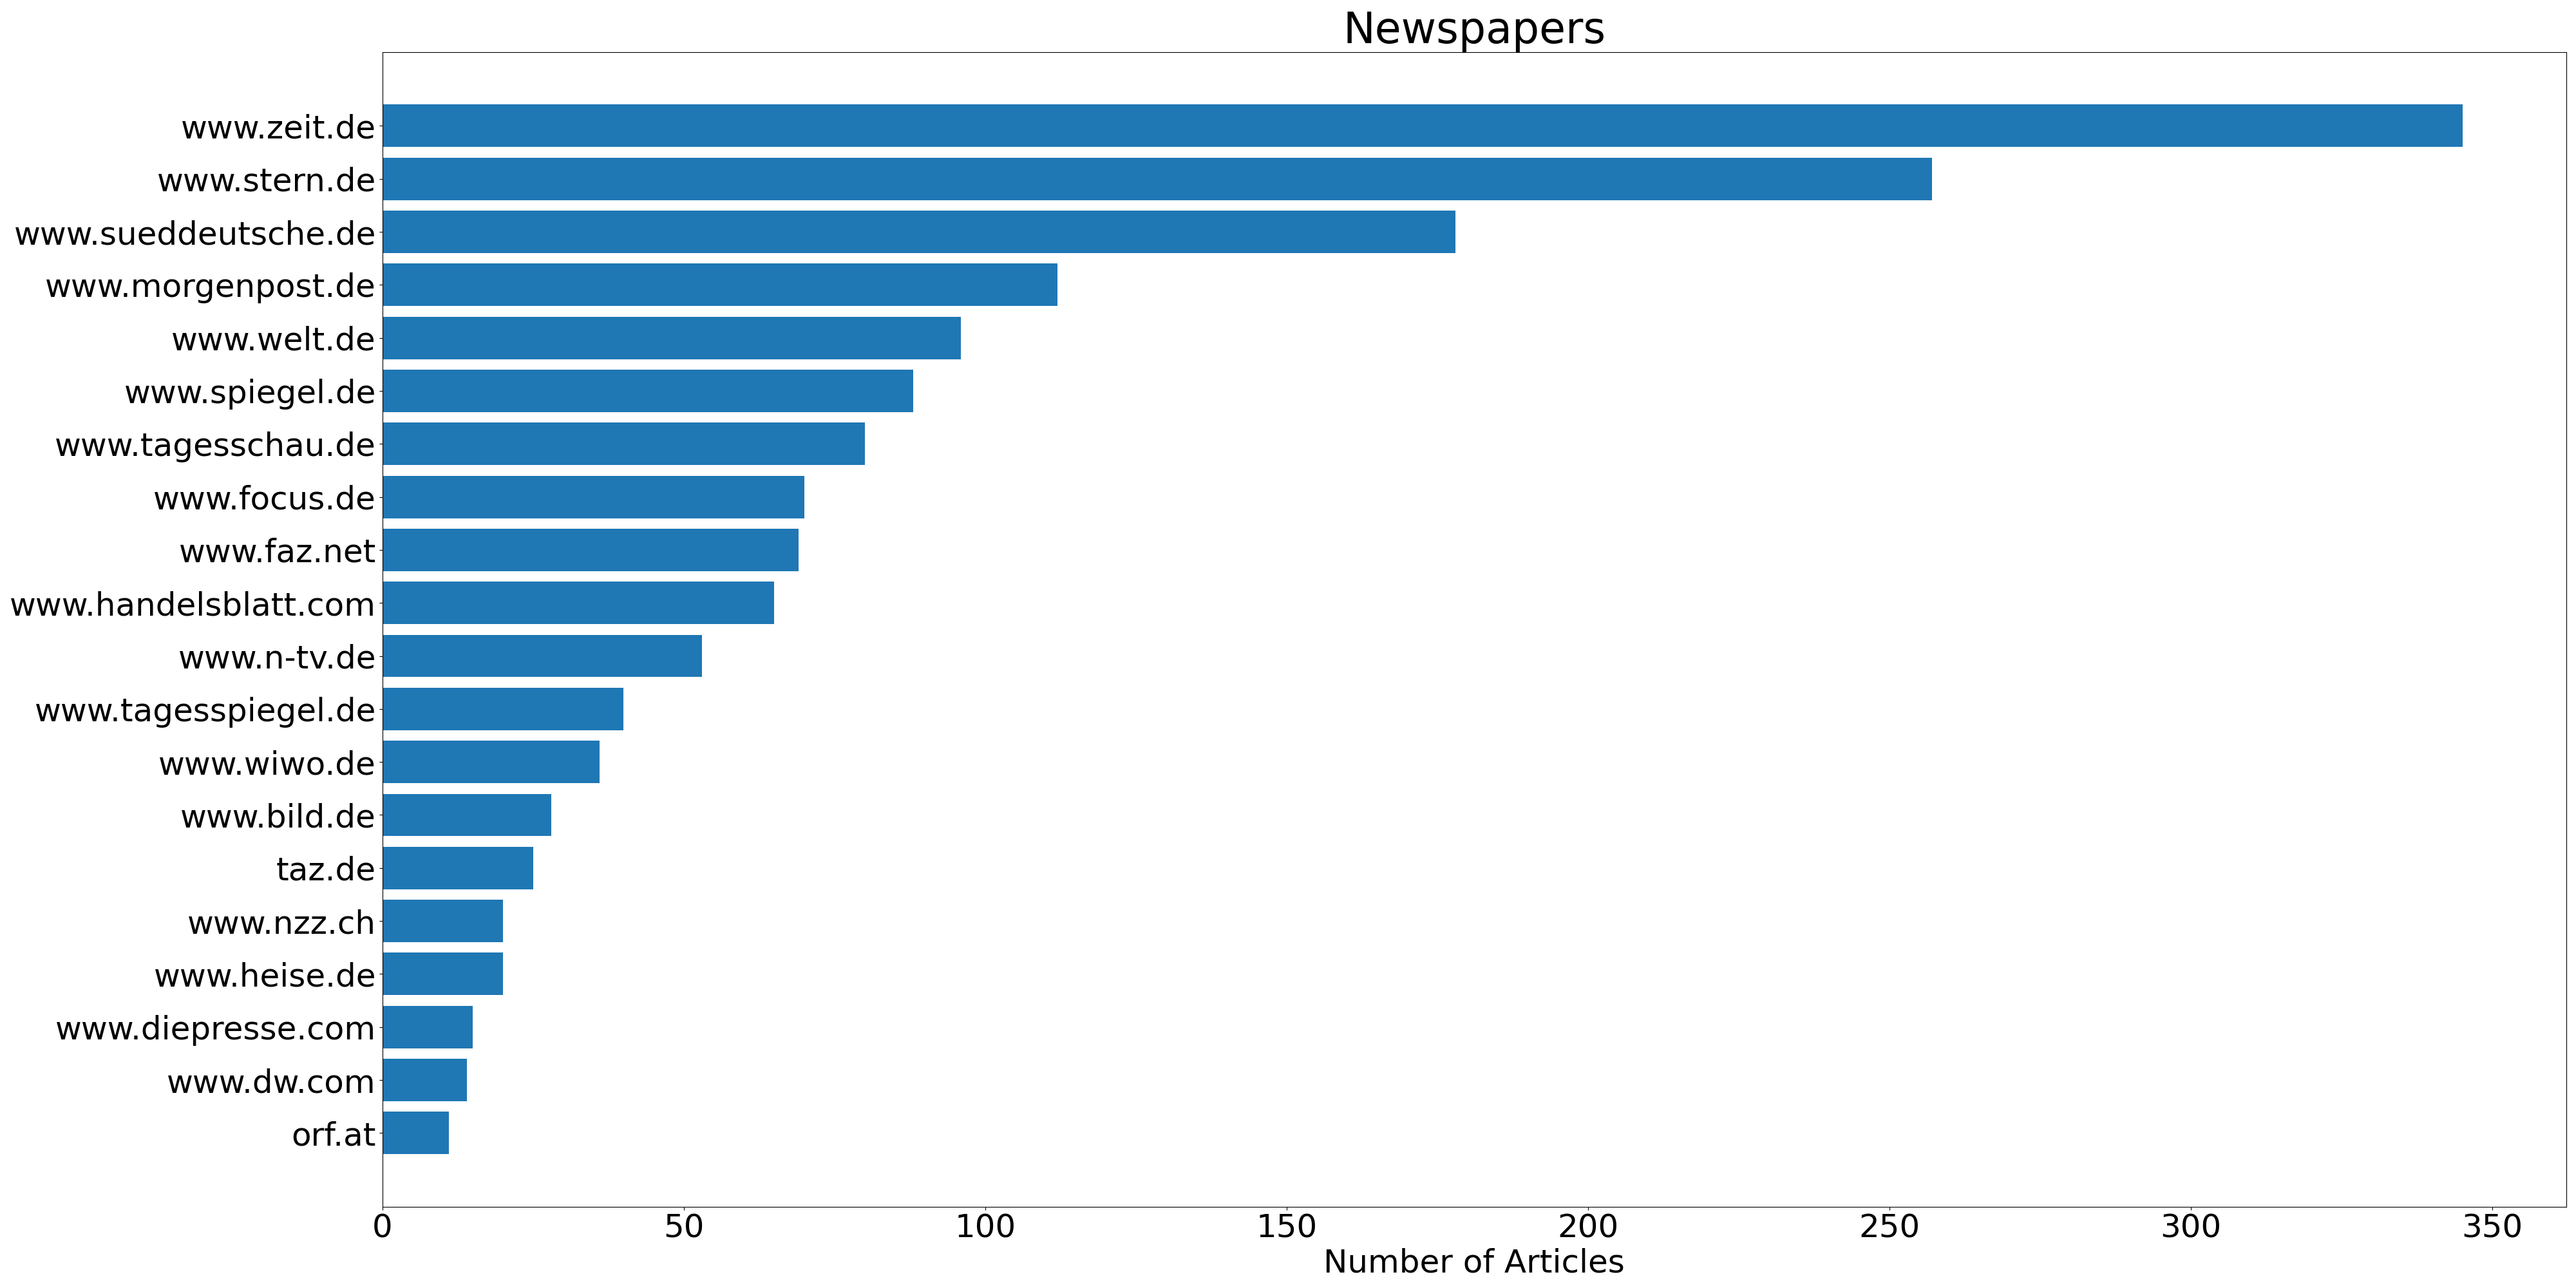 Newspapers
www.zeit.de
www.stern.de
www.sueddeutsche.de
www.morgenpost.de
www.welt.de
www.spiegel.de
www.tagesschau.de
www.focus.de
www.faz.net
www.handelsblatt.com
www.n-tv.de
www.tagesspiegel.de
www.wiwo.de
www.bild.de
taz.de
www.nzz.ch
www.heise.de
www.diepresse.com
www.dw.com
orf.at
0 50 100 150 200 250 300 350
Number of Articles